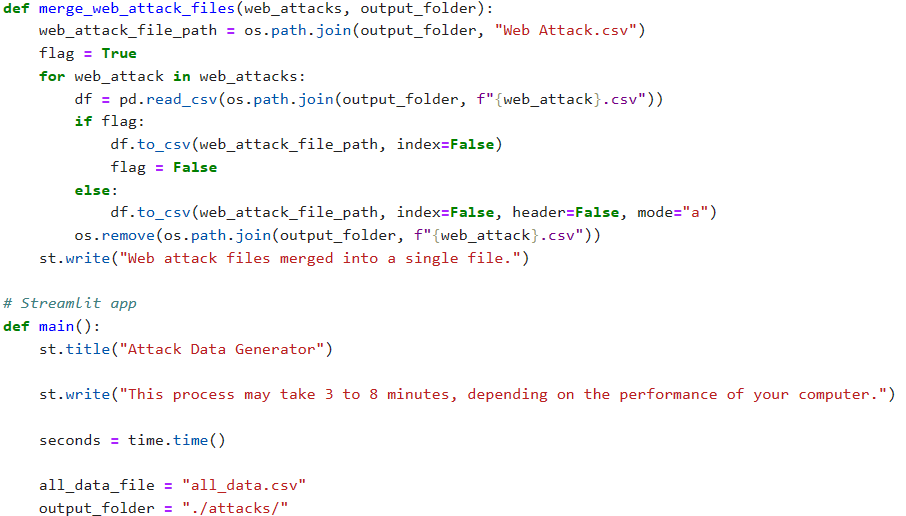 def merge_web_attack_files(web_attacks, output_folder):
    web_attack_file_path = os.path.join(output_folder, "Web Attack.csv")
    flag = True
    for web_attack in web_attacks:
        df = pd.read_csv(os.path.join(output_folder, f"{web_attack}.csv"))
        if flag:
            df.to_csv(web_attack_file_path, index=False)
            flag = False
        else:
            df.to_csv(web_attack_file_path, index=False, header=False, mode="a")
        os.remove(os.path.join(output_folder, f"{web_attack}.csv"))
    st.write("Web attack files merged into a single file.")

# Streamlit app
def main():
    st.title("Attack Data Generator")

    st.write("This process may take 3 to 8 minutes, depending on the performance of your computer.")

    seconds = time.time()

    all_data_file = "all_data.csv"
    output_folder = "./attacks/"